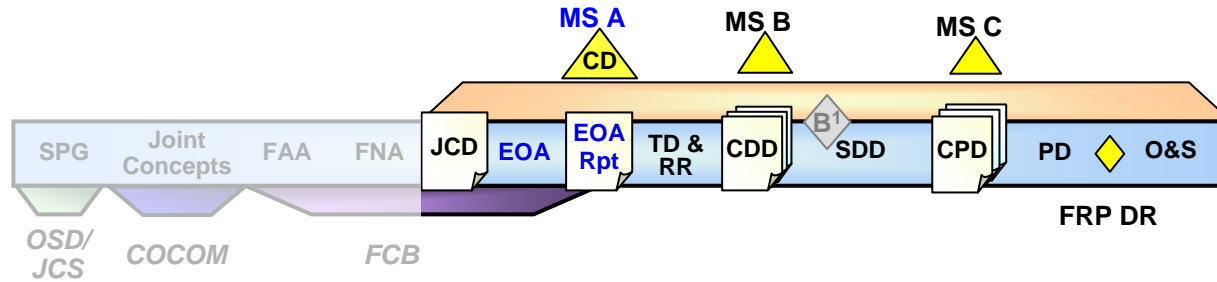 MS A
MS B
MS C
CD
SPG
Joint
Concepts
FAA
FNA
JCD
EOA
EOA
Rpt
TD &
RR
CDD
B1
SDD
CPD
PD
O&S
FRP DR
OSD/
JCS
COCOM
FCB